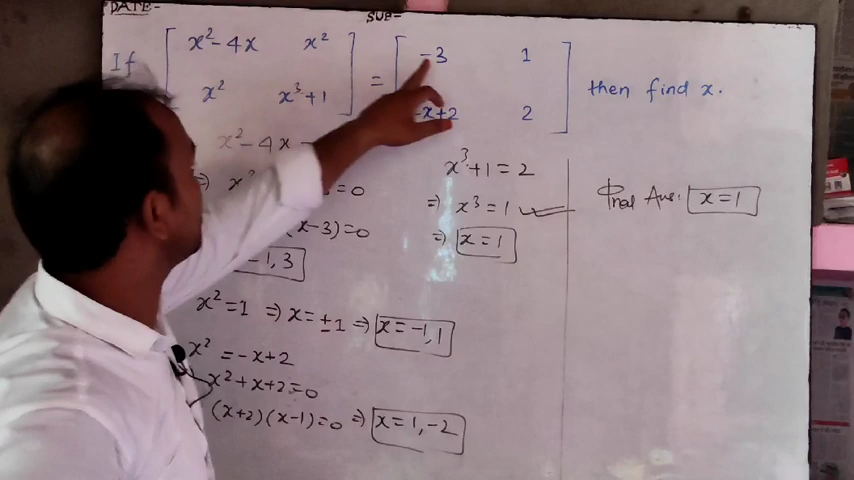 DATE- SUB-
If [ x²-4x x² ] = [ -3 1 ] then find x.
[ x² x³+1 ] [ -x+2 2 ]
x²-4x
=0
(x-3)=0
-1,3
x²=1 ⇒ x=±1 ⇒ x=-1,1
x² = -x+2
x²+x+2=0
(x+2)(x-1)=0 ⇒ x=1,-2
x³+1=2
⇒ x³=1
⇒ x=1
Final Ans: x=1